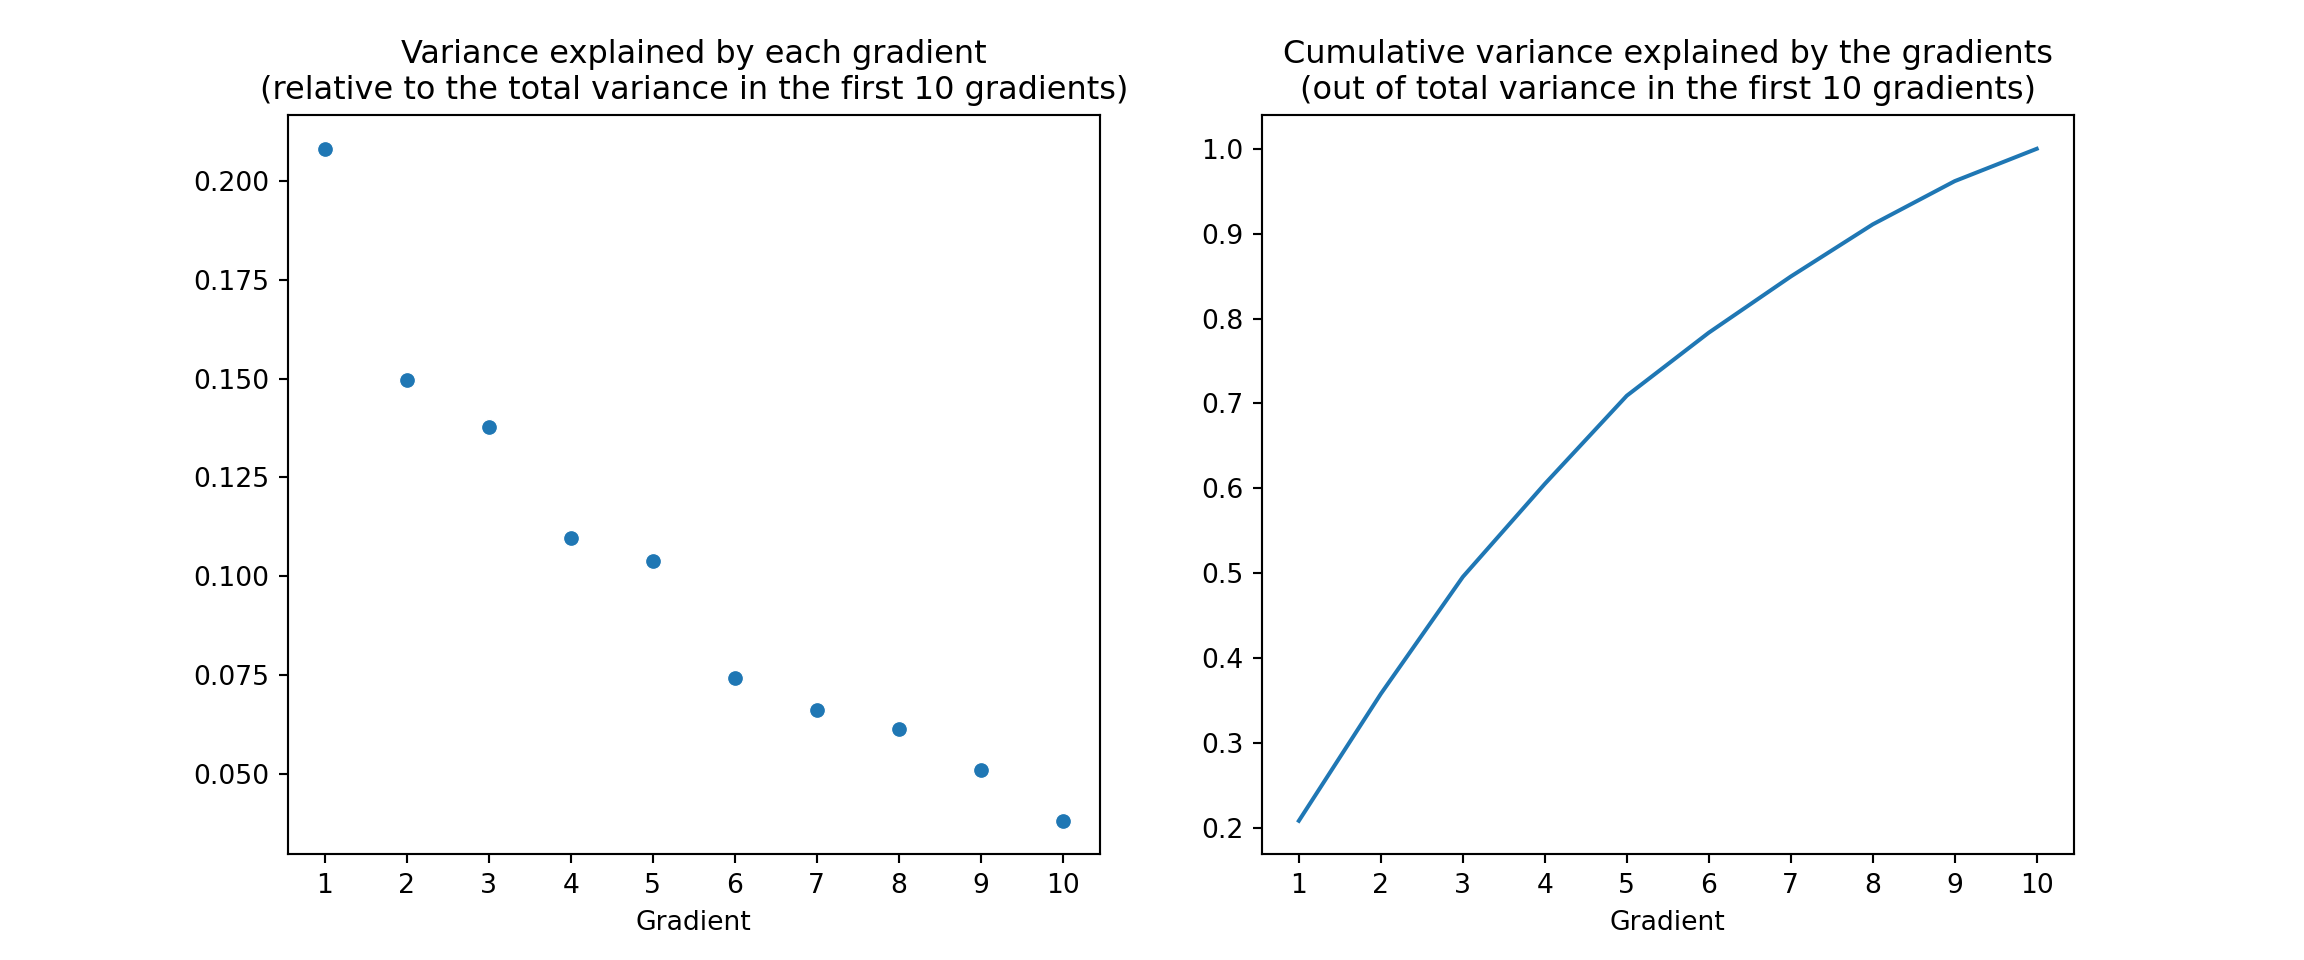 Variance explained by each gradient
(relative to the total variance in the first 10 gradients)
0.200
0.175
0.150
0.125
0.100
0.075
0.050
1 2 3 4 5 6 7 8 9 10
Gradient
Cumulative variance explained by the gradients
(out of total variance in the first 10 gradients)
1.0
0.9
0.8
0.7
0.6
0.5
0.4
0.3
0.2
1 2 3 4 5 6 7 8 9 10
Gradient